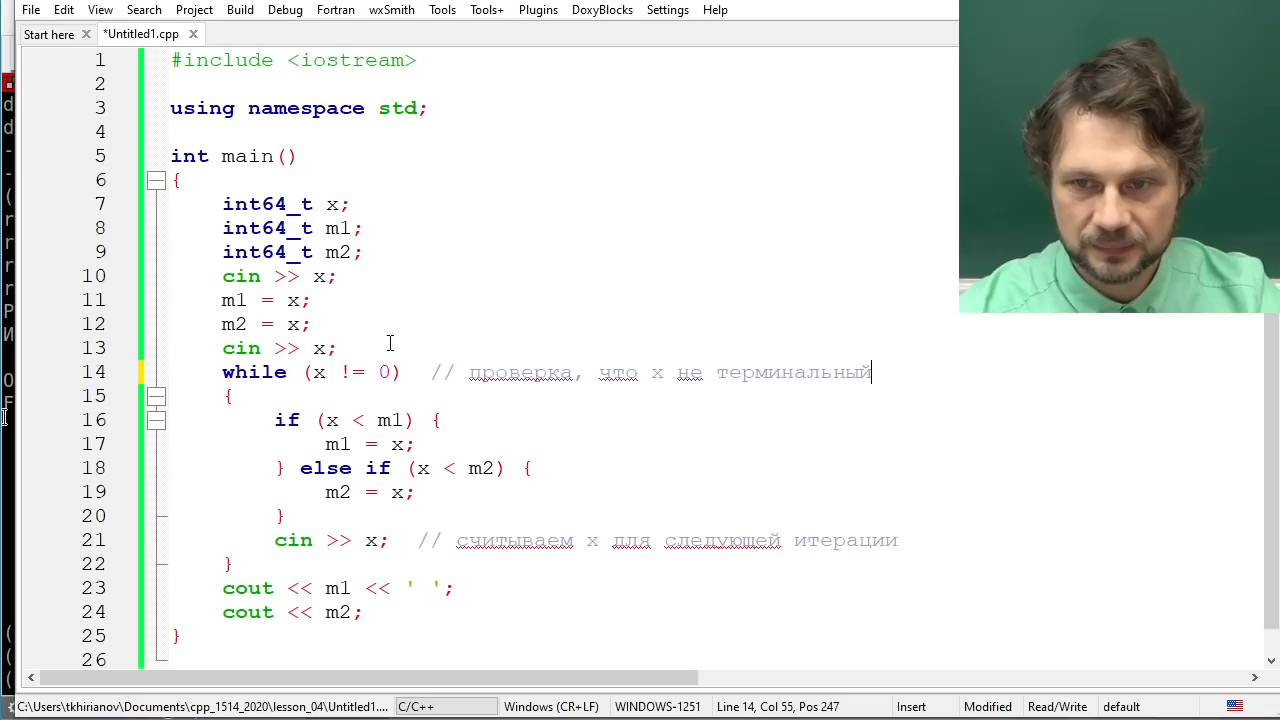 File Edit View Search Project Build Debug Fortran wxSmith Tools Tools+ Plugins DoxyBlocks Settings Help
Start here *Untitled1.cpp
1 #include <iostream>
2
3 using namespace std;
4
5 int main()
6 {
7 int64_t x;
8 int64_t m1;
9 int64_t m2;
10 cin >> x;
11 m1 = x;
12 m2 = x;
13 cin >> x;
14 while (x != 0) // проверка, что x не терминальный
15 {
16 if (x < m1) {
17 m1 = x;
18 } else if (x < m2) {
19 m2 = x;
20 }
21 cin >> x; // считываем x для следующей итерации
22 }
23 cout << m1 << ' ';
24 cout << m2;
25 }
26
C:\Users\tkhirianov\Documents\cpp_1514_2020\lesson_04\Untitled1.... C/C++ Windows (CR+LF) WINDOWS-1251 Line 14, Col 55, Pos 247 Insert Modified Read/Write default